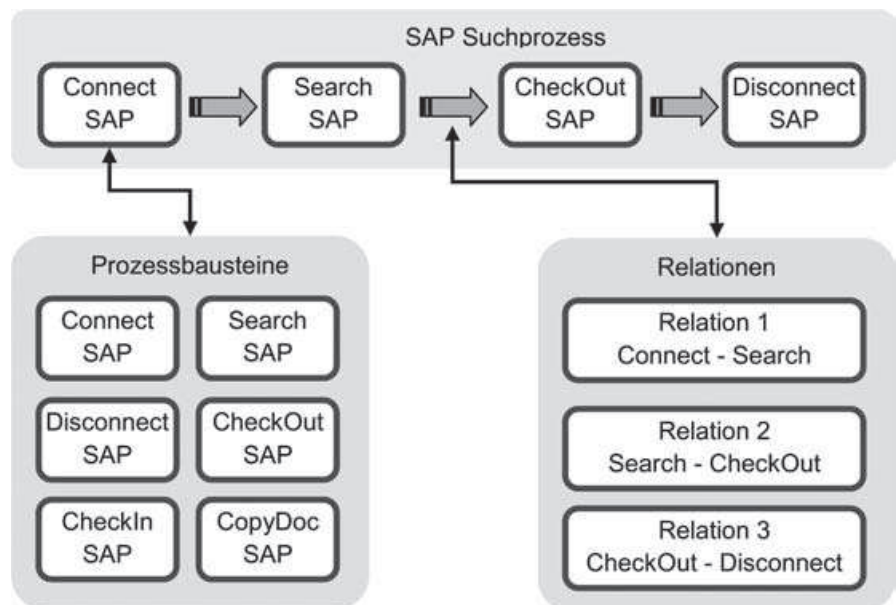 SAP Suchprozess
Connect
SAP
Search
SAP
CheckOut
SAP
Disconnect
SAP
Prozessbausteine
Connect
SAP
Search
SAP
Disconnect
SAP
CheckOut
SAP
CheckIn
SAP
CopyDoc
SAP
Relationen
Relation 1
Connect - Search
Relation 2
Search - CheckOut
Relation 3
CheckOut - Disconnect